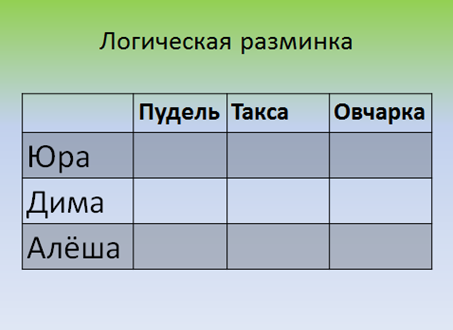 Логическая разминка
Пудель Такса Овчарка
Юра
Дима
Алёша